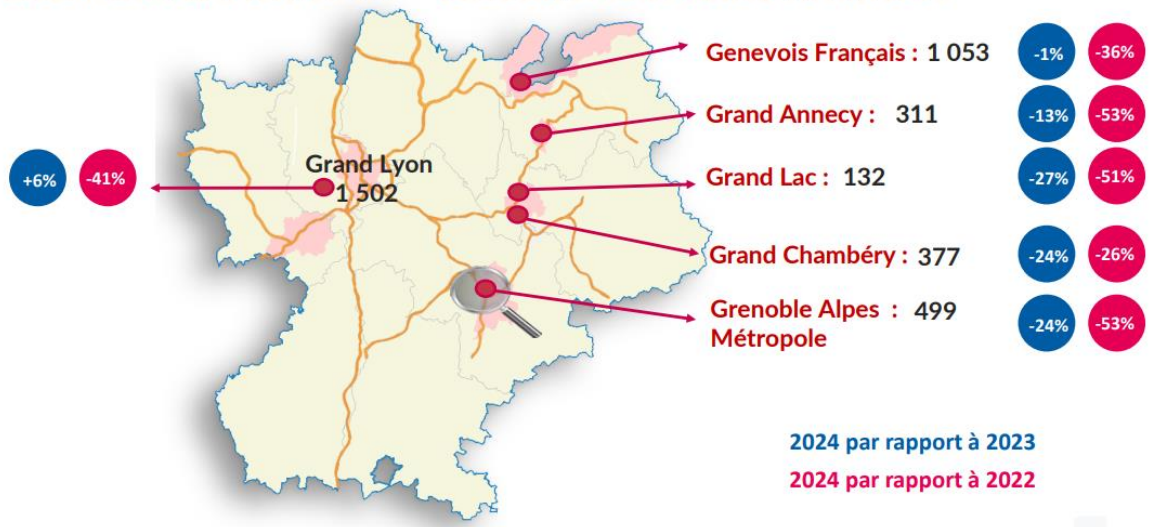 Genevois Français : 1 053 -1% -36%
Grand Annecy : 311 -13% -53%
Grand Lac : 132 -27% -51%
Grand Chambéry : 377 -24% -26%
Grenoble Alpes : 499 -24% -53%
Métropole
+6% -41% Grand Lyon
1 502
2024 par rapport à 2023
2024 par rapport à 2022